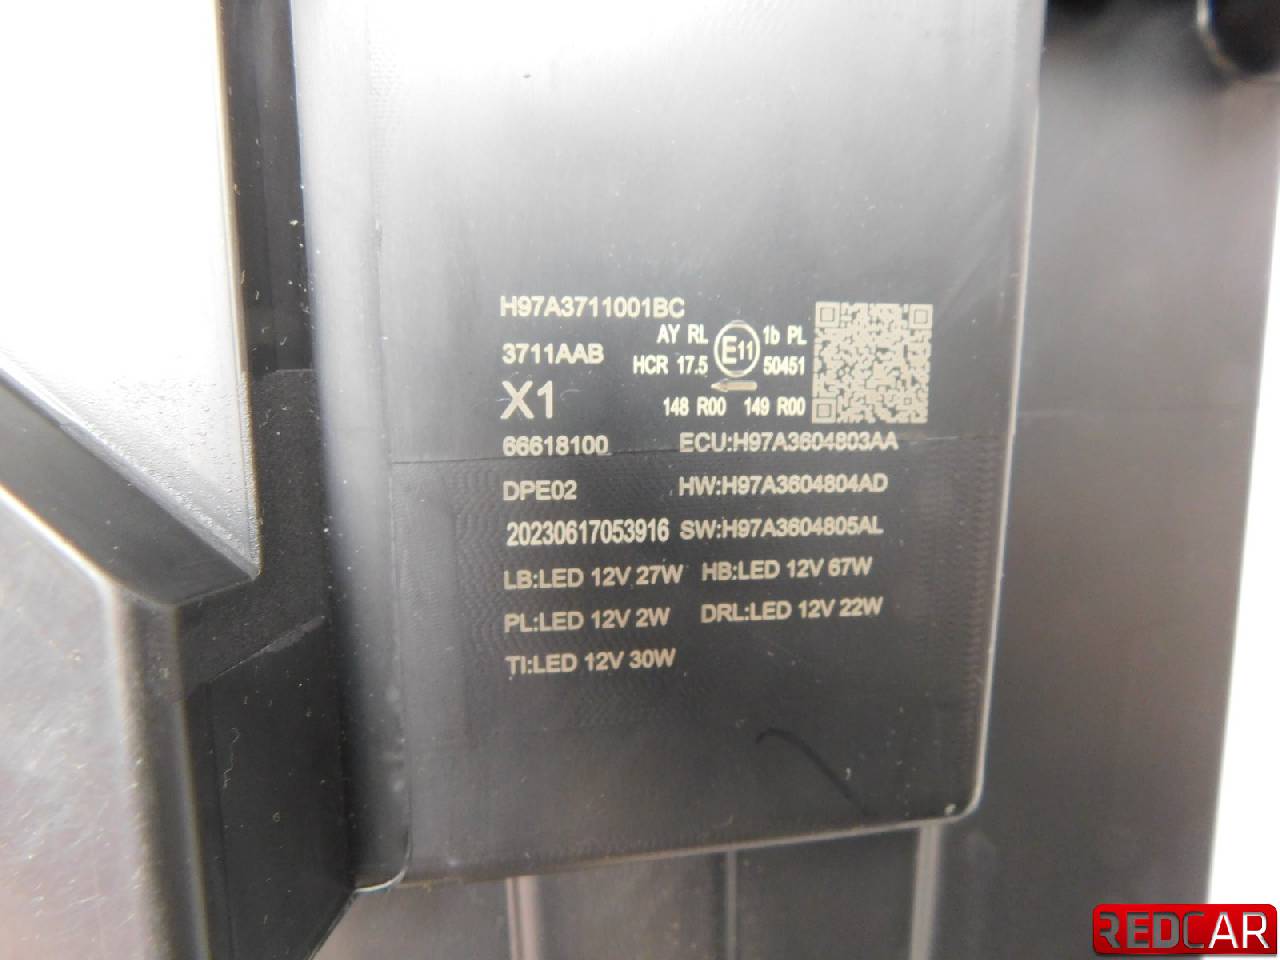 H97A3711001BC
AY RL E11 1b PL
3711AAB HCR 17.5 50451
X1 148 R00 149 R00
66618100 ECU:H97A3604803AA
DPE02 HW:H97A3604804AD
20230617053916 SW:H97A3604805AL
LB:LED 12V 27W HB:LED 12V 67W
PL:LED 12V 2W DRL:LED 12V 22W
TI:LED 12V 30W
REDCAR